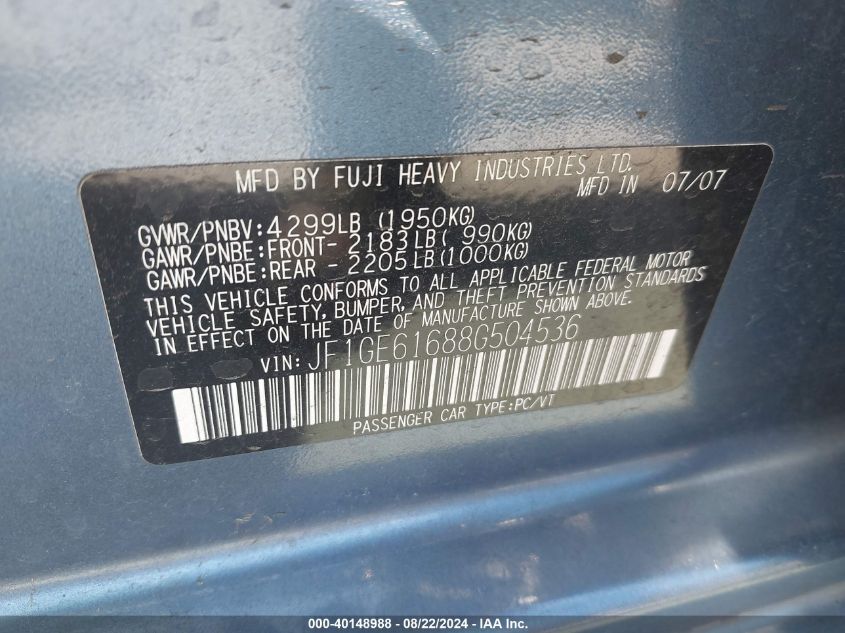 MFD BY FUJI HEAVY INDUSTRIES LTD.
MFD IN 07/07
GVWR/PNBV:4299LB (1950KG)
GAWR/PNBE:FRONT- 2183LB( 990KG)
GAWR/PNBE:REAR - 2205LB(1000KG)
THIS VEHICLE CONFORMS TO ALL APPLICABLE FEDERAL MOTOR
VEHICLE SAFETY, BUMPER, AND THEFT PREVENTION STANDARDS
IN EFFECT ON THE DATE OF MANUFACTURE SHOWN ABOVE.
VIN: JF1GE61688G504536
PASSENGER CAR TYPE:PC/VT
000-40148988 - 08/22/2024 - IAA Inc.